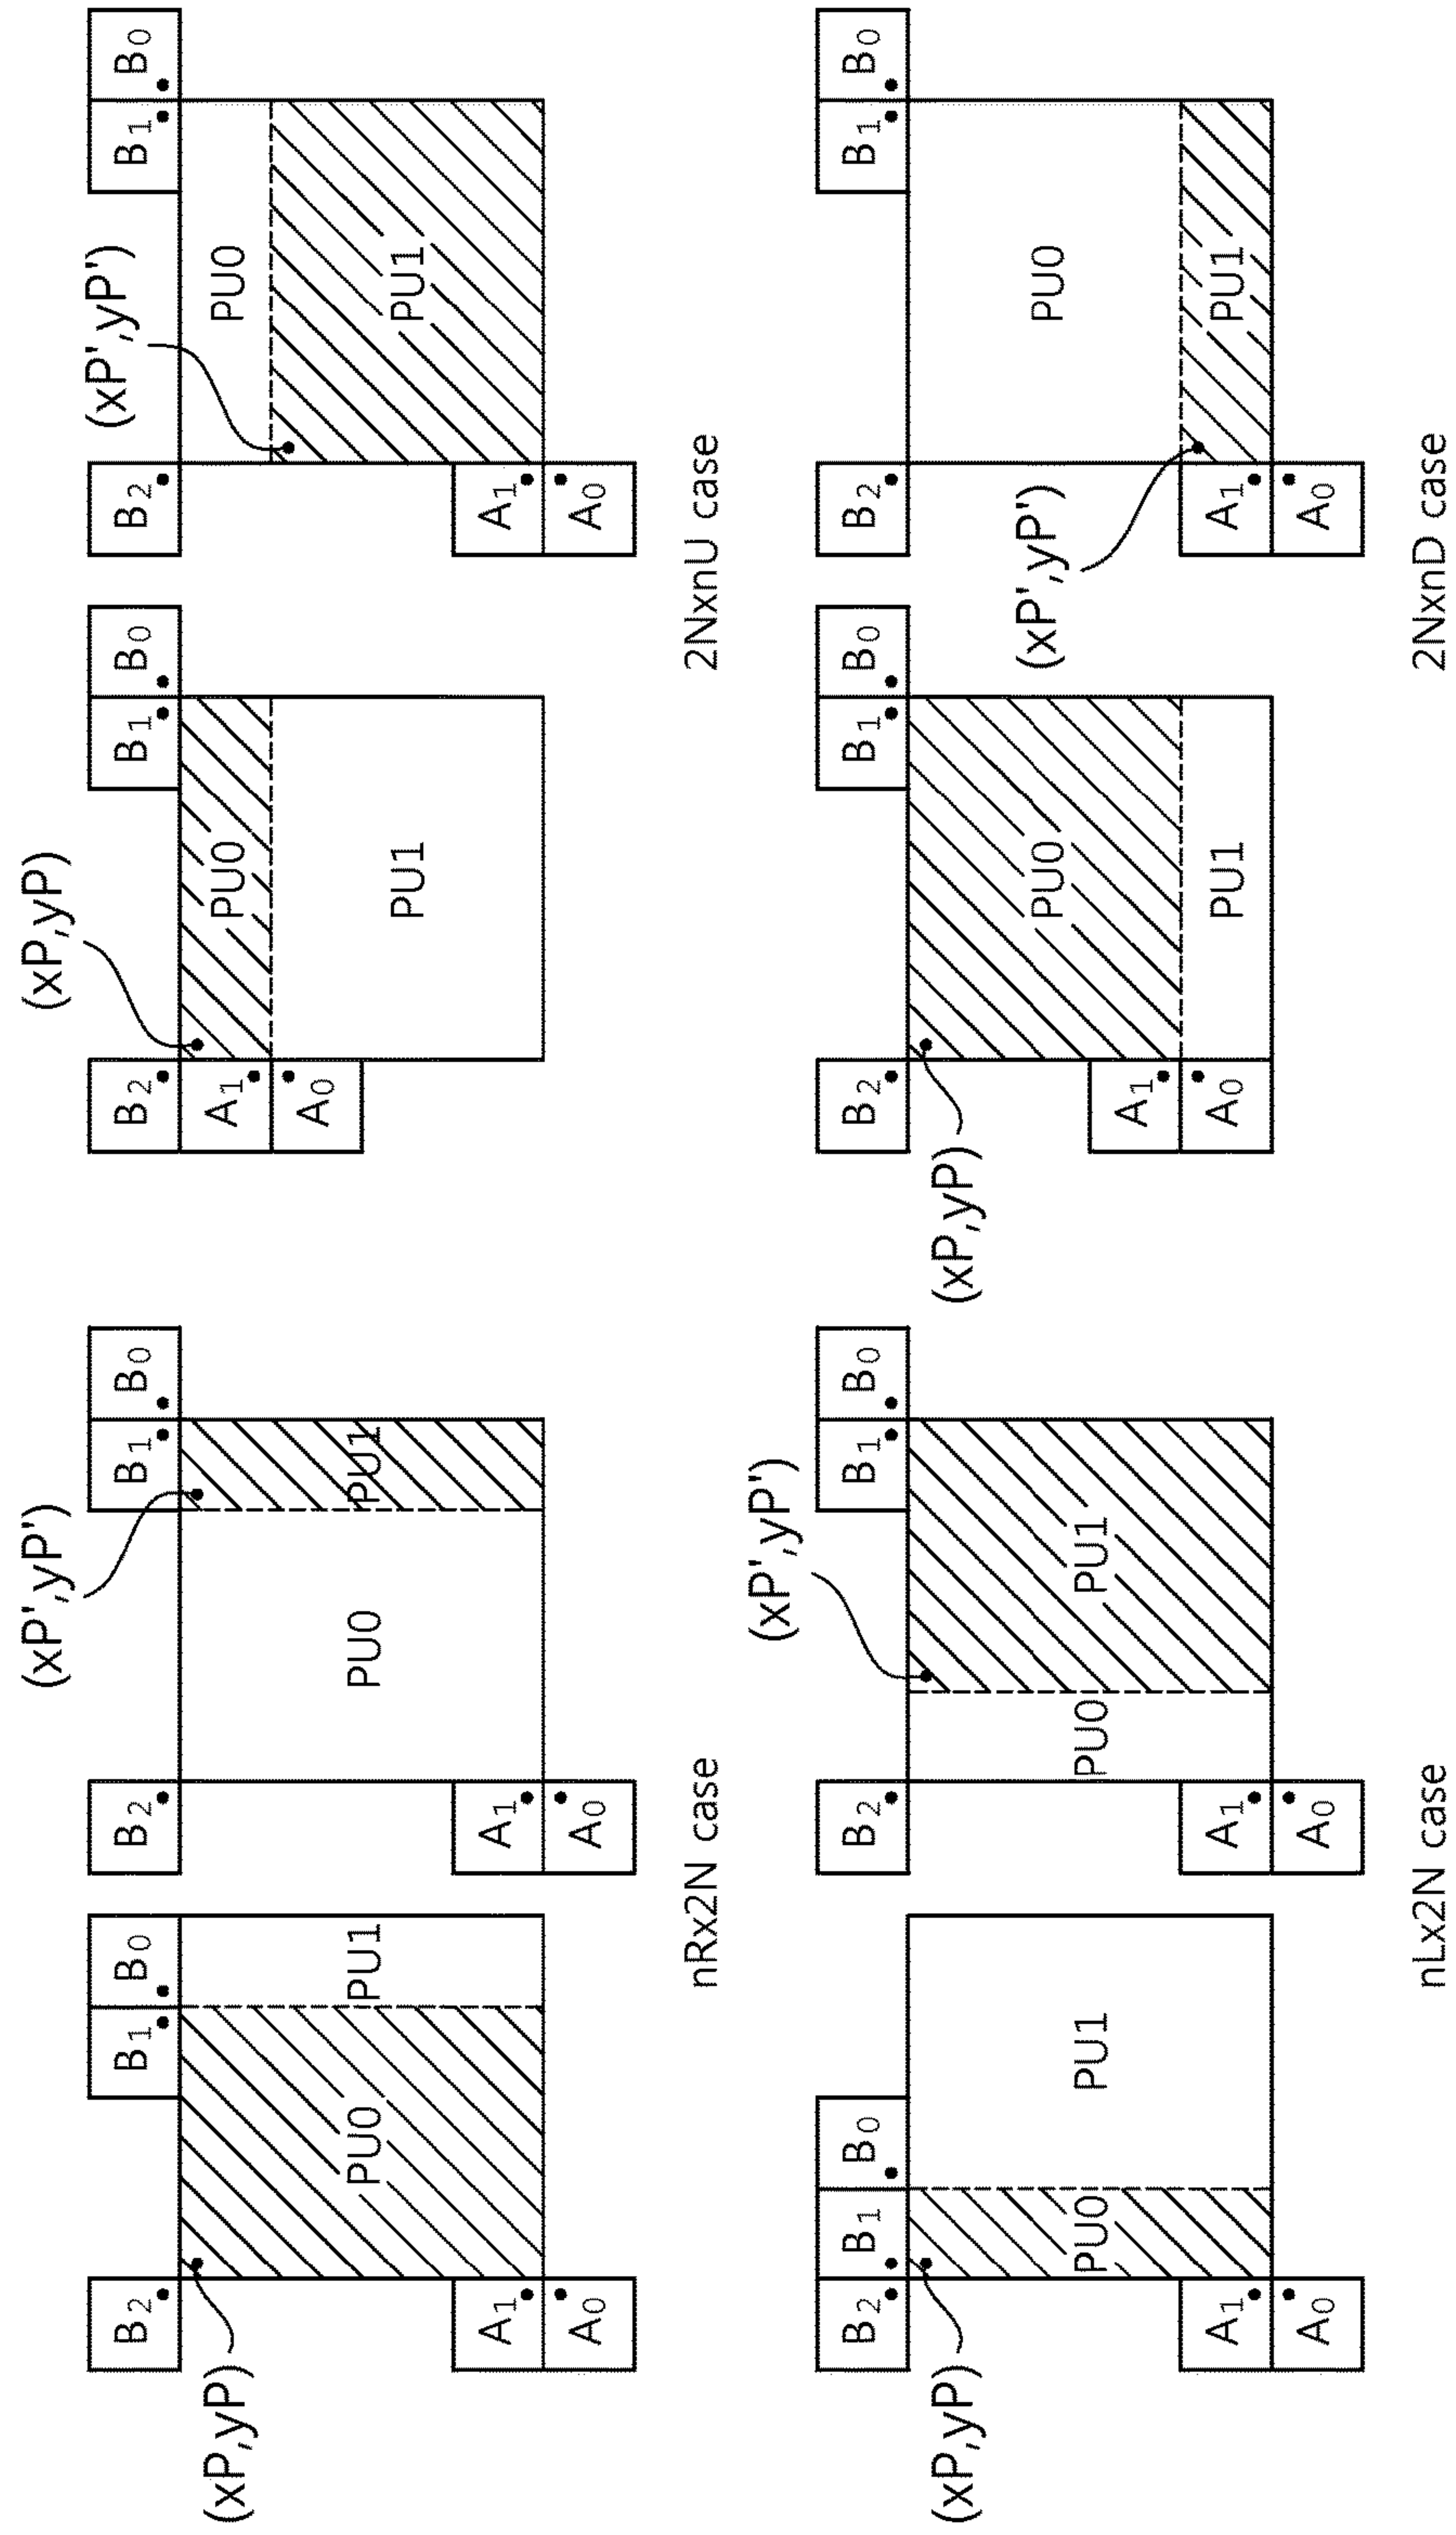 B2 B1 B0
(xP,yP)
PU0 PU1
A1
A0
(xP',yP')
B2 B1 B0
PU0 PU1
A1
A0
nRx2N case
(xP,yP)
B2 B1 B0
A1 PU0
A0
PU1
(xP',yP')
B2 B1 B0
PU0
PU1
A1
A0
2NxnU case
B2 B1 B0
(xP,yP)
PU0 PU1
A1
A0
(xP',yP')
B2 B1 B0
PU0 PU1
A1
A0
nLx2N case
B2 B1 B0
(xP,yP)
PU0
A1
A0 PU1
B2 B1 B0
PU0
(xP',yP')
A1 PU1
A0
2NxnD case